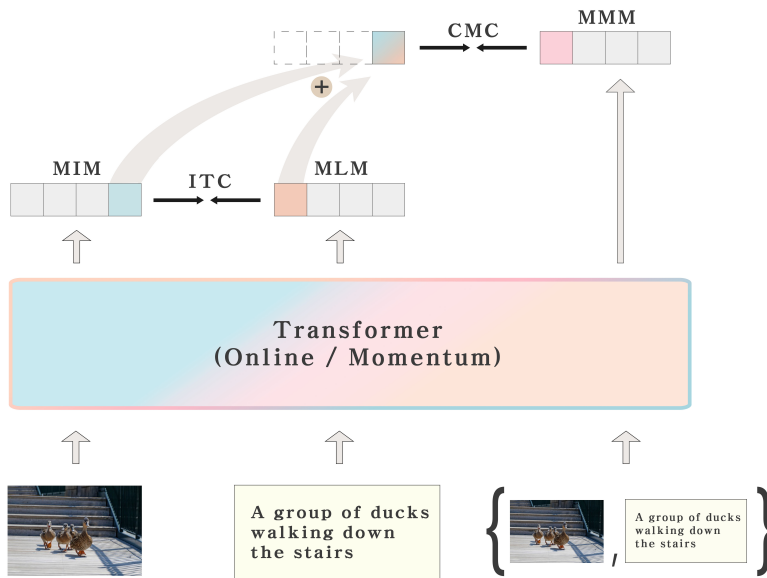 CMC
MMM
+
MIM
ITC
MLM
Transformer
(Online / Momentum)
A group of ducks
walking down
the stairs
{
,
A group of ducks
walking down
the stairs
}